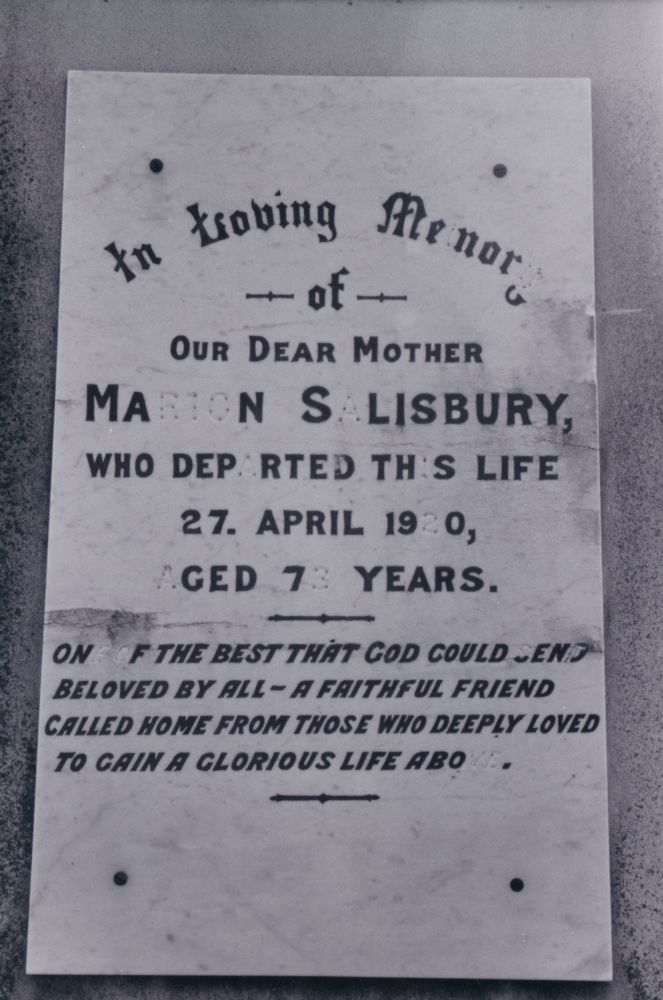 In Loving Memory
of
OUR DEAR MOTHER
MARION SALISBURY,
WHO DEPARTED THIS LIFE
27. APRIL 1920,
AGED 73 YEARS.
ONE OF THE BEST THAT GOD COULD SEND
BELOVED BY ALL – A FAITHFUL FRIEND
CALLED HOME FROM THOSE WHO DEEPLY LOVED
TO GAIN A GLORIOUS LIFE ABOVE.